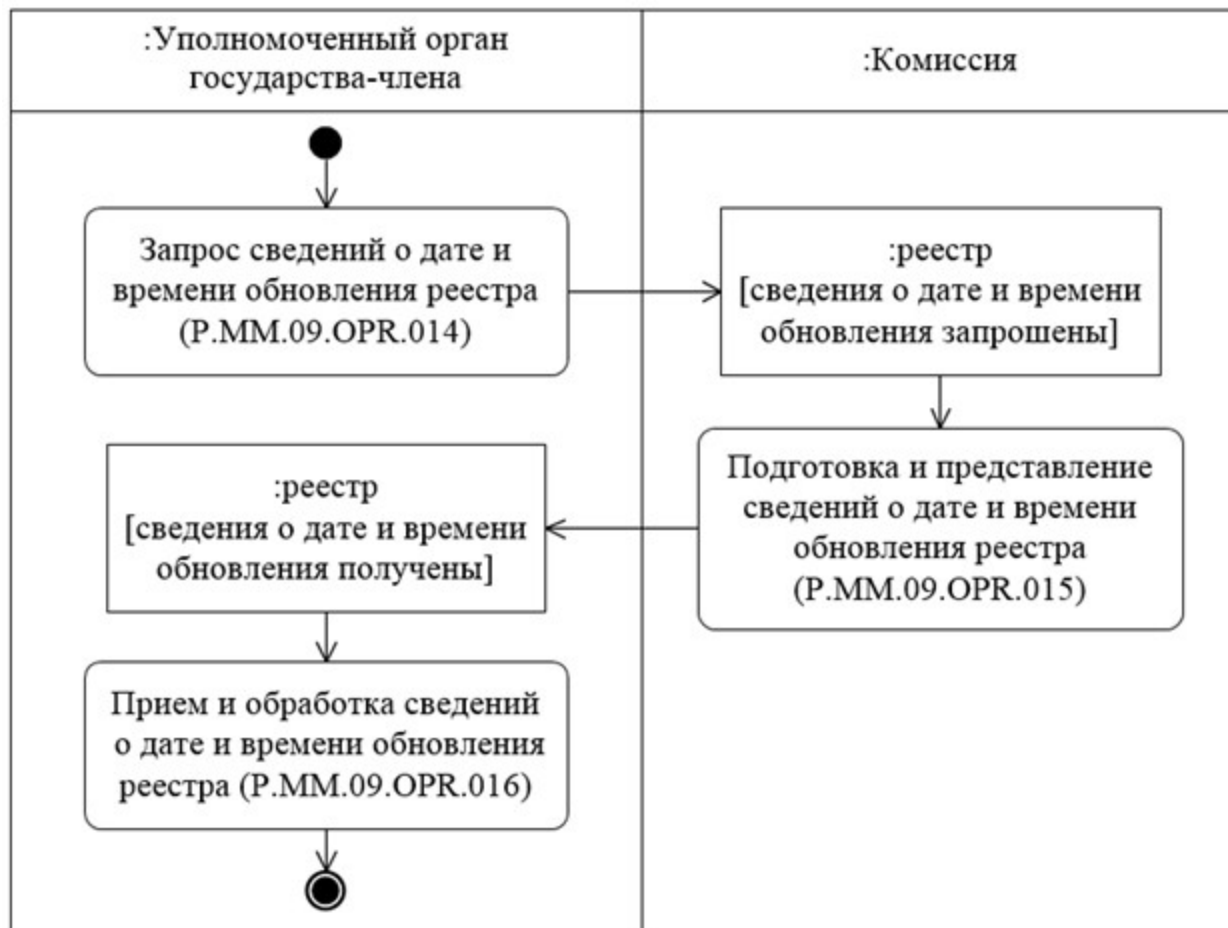 :Уполномоченный орган
государства-члена
:Комиссия
Запрос сведений о дате и
времени обновления реестра
(P.MM.09.OPR.014)
:реестр
[сведения о дате и времени
обновления запрошены]
Подготовка и представление
сведений о дате и времени
обновления реестра
(P.MM.09.OPR.015)
:реестр
[сведения о дате и времени
обновления получены]
Прием и обработка сведений
о дате и времени обновления
реестра (P.MM.09.OPR.016)